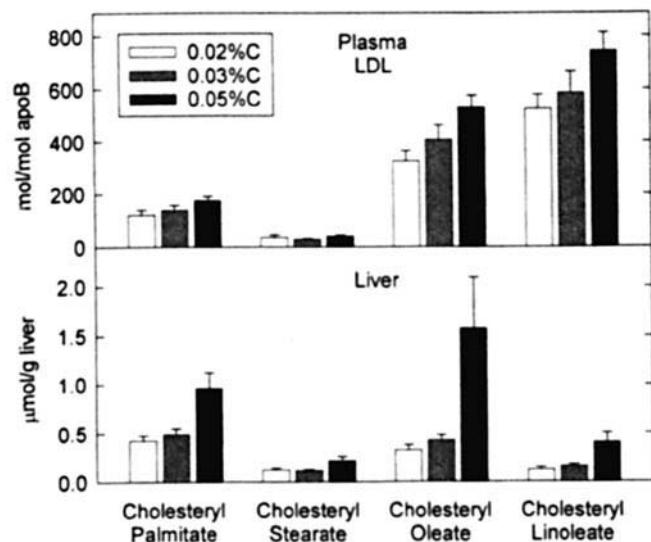 800
600
400
200
0
mol/mol apoB
0.02%C
0.03%C
0.05%C
Plasma
LDL
2.0
1.5
1.0
0.5
0.0
μmol/g liver
Liver
Cholesteryl Palmitate
Cholesteryl Stearate
Cholesteryl Oleate
Cholesteryl Linoleate